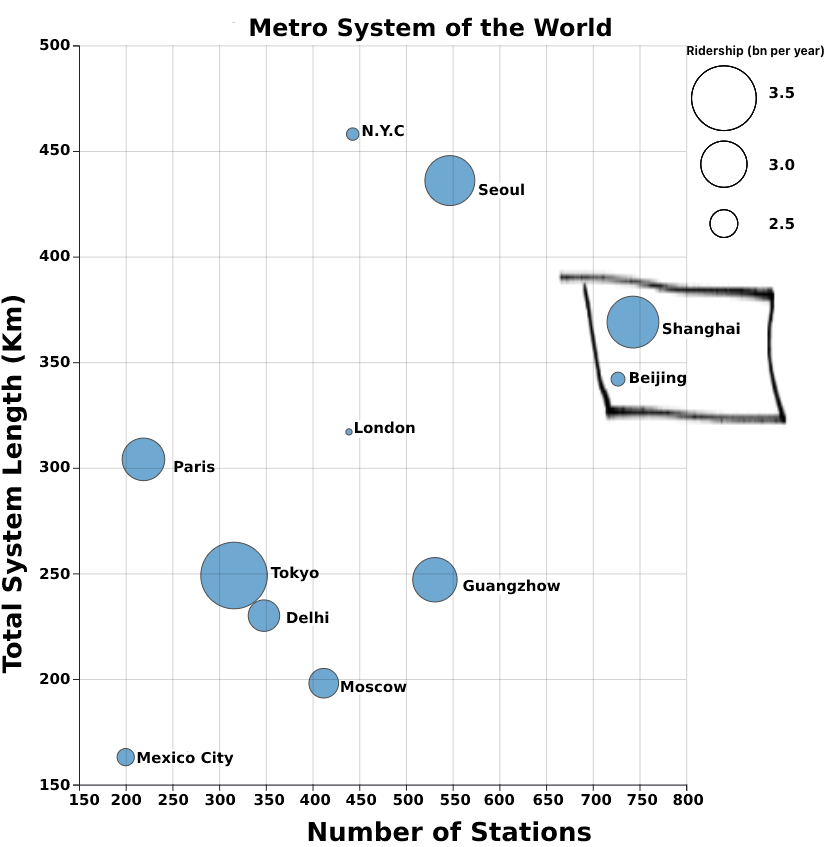 Metro System of the World
Ridership (bn per year)
3.5
3.0
2.5
500
450
400
350
300
250
200
150
Total System Length (Km)
N.Y.C
Seoul
Shanghai
Beijing
London
Paris
Tokyo
Guangzhow
Delhi
Moscow
Mexico City
150 200 250 300 350 400 450 500 550 600 650 700 750 800
Number of Stations